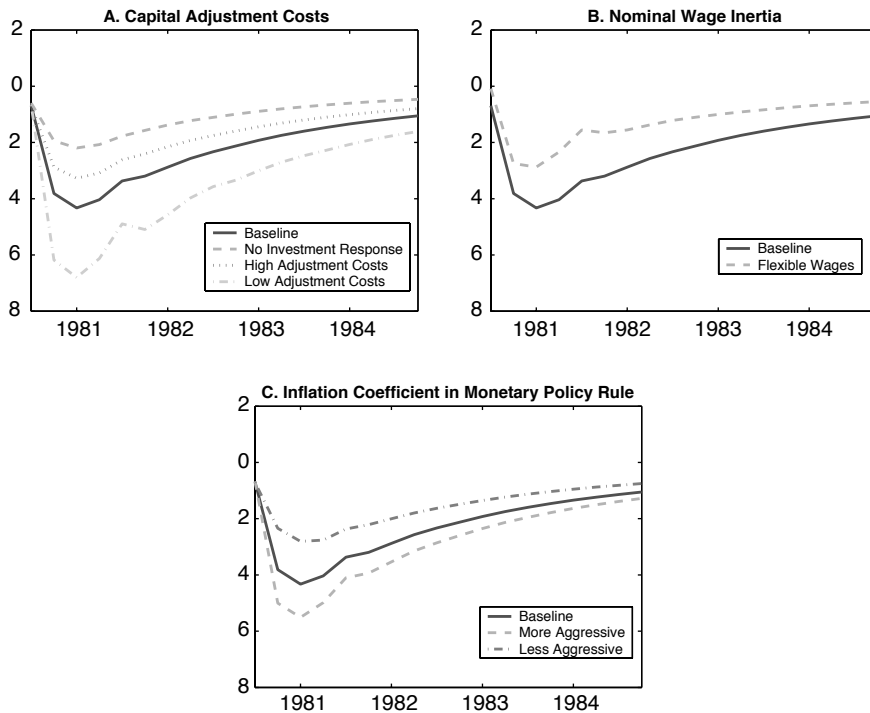 A. Capital Adjustment Costs
2
0
2
4
6
8
Baseline
No Investment Response
High Adjustment Costs
Low Adjustment Costs
1981 1982 1983 1984
B. Nominal Wage Inertia
2
0
2
4
6
8
Baseline
Flexible Wages
1981 1982 1983 1984
C. Inflation Coefficient in Monetary Policy Rule
2
0
2
4
6
8
Baseline
More Aggressive
Less Aggressive
1981 1982 1983 1984